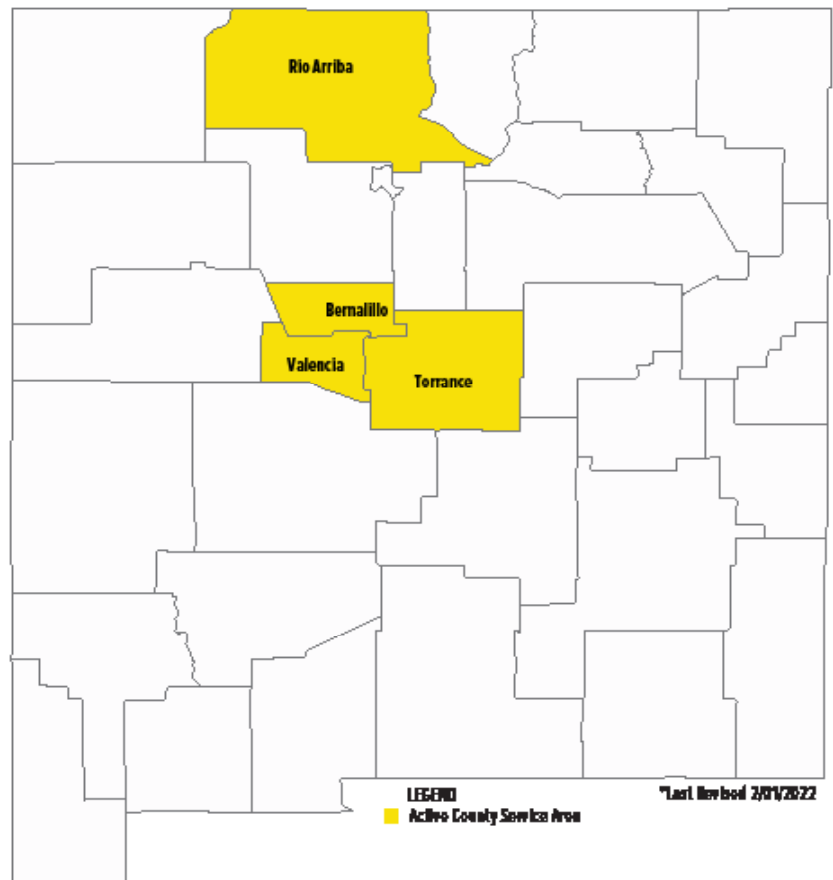 Rio Arriba
Bernalillo
Valencia
Torrance
LEGEND
*Last Revised 2/01/2022
Active County Service Area